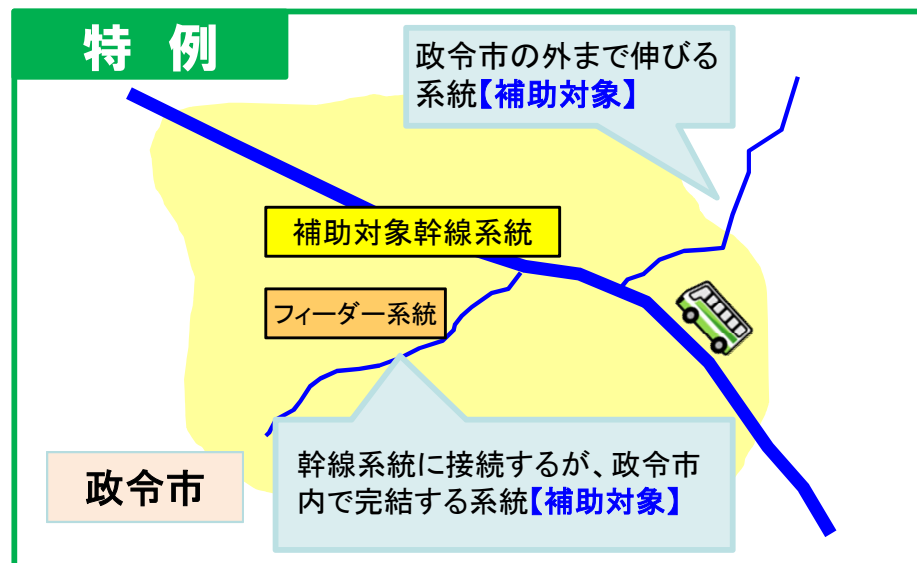 特 例
政令市の外まで伸びる
系統【補助対象】
補助対象幹線系統
フィーダー系統
幹線系統に接続するが、政令市
内で完結する系統【補助対象】
政令市